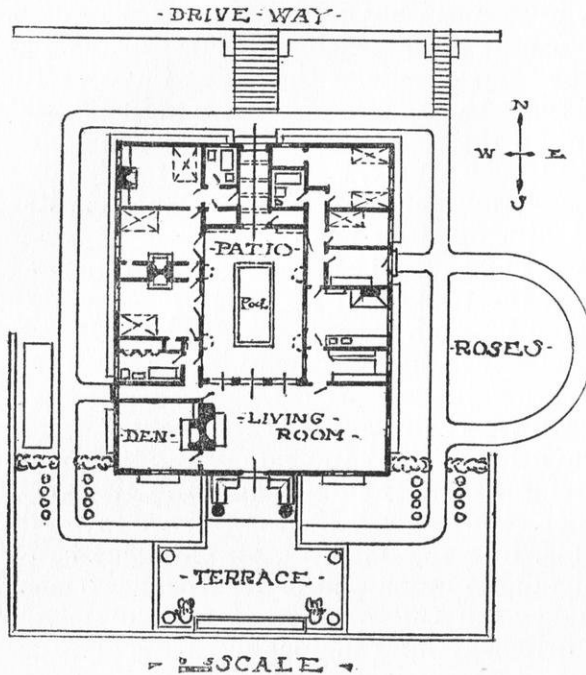 - DRIVE - WAY -
N
W E
S
- PATIO -
Pool
- ROSES -
- LIVING -
ROOM -
DEN -
- TERRACE -
SCALE